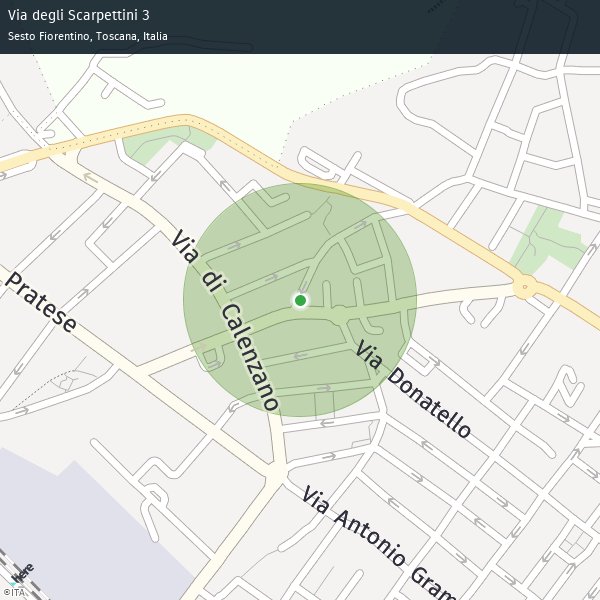 Via degli Scarpettini 3
Sesto Fiorentino, Toscana, Italia
Via di Calenzano
Pratese
Via Donatello
Via Antonio Gram
Here
©ITA